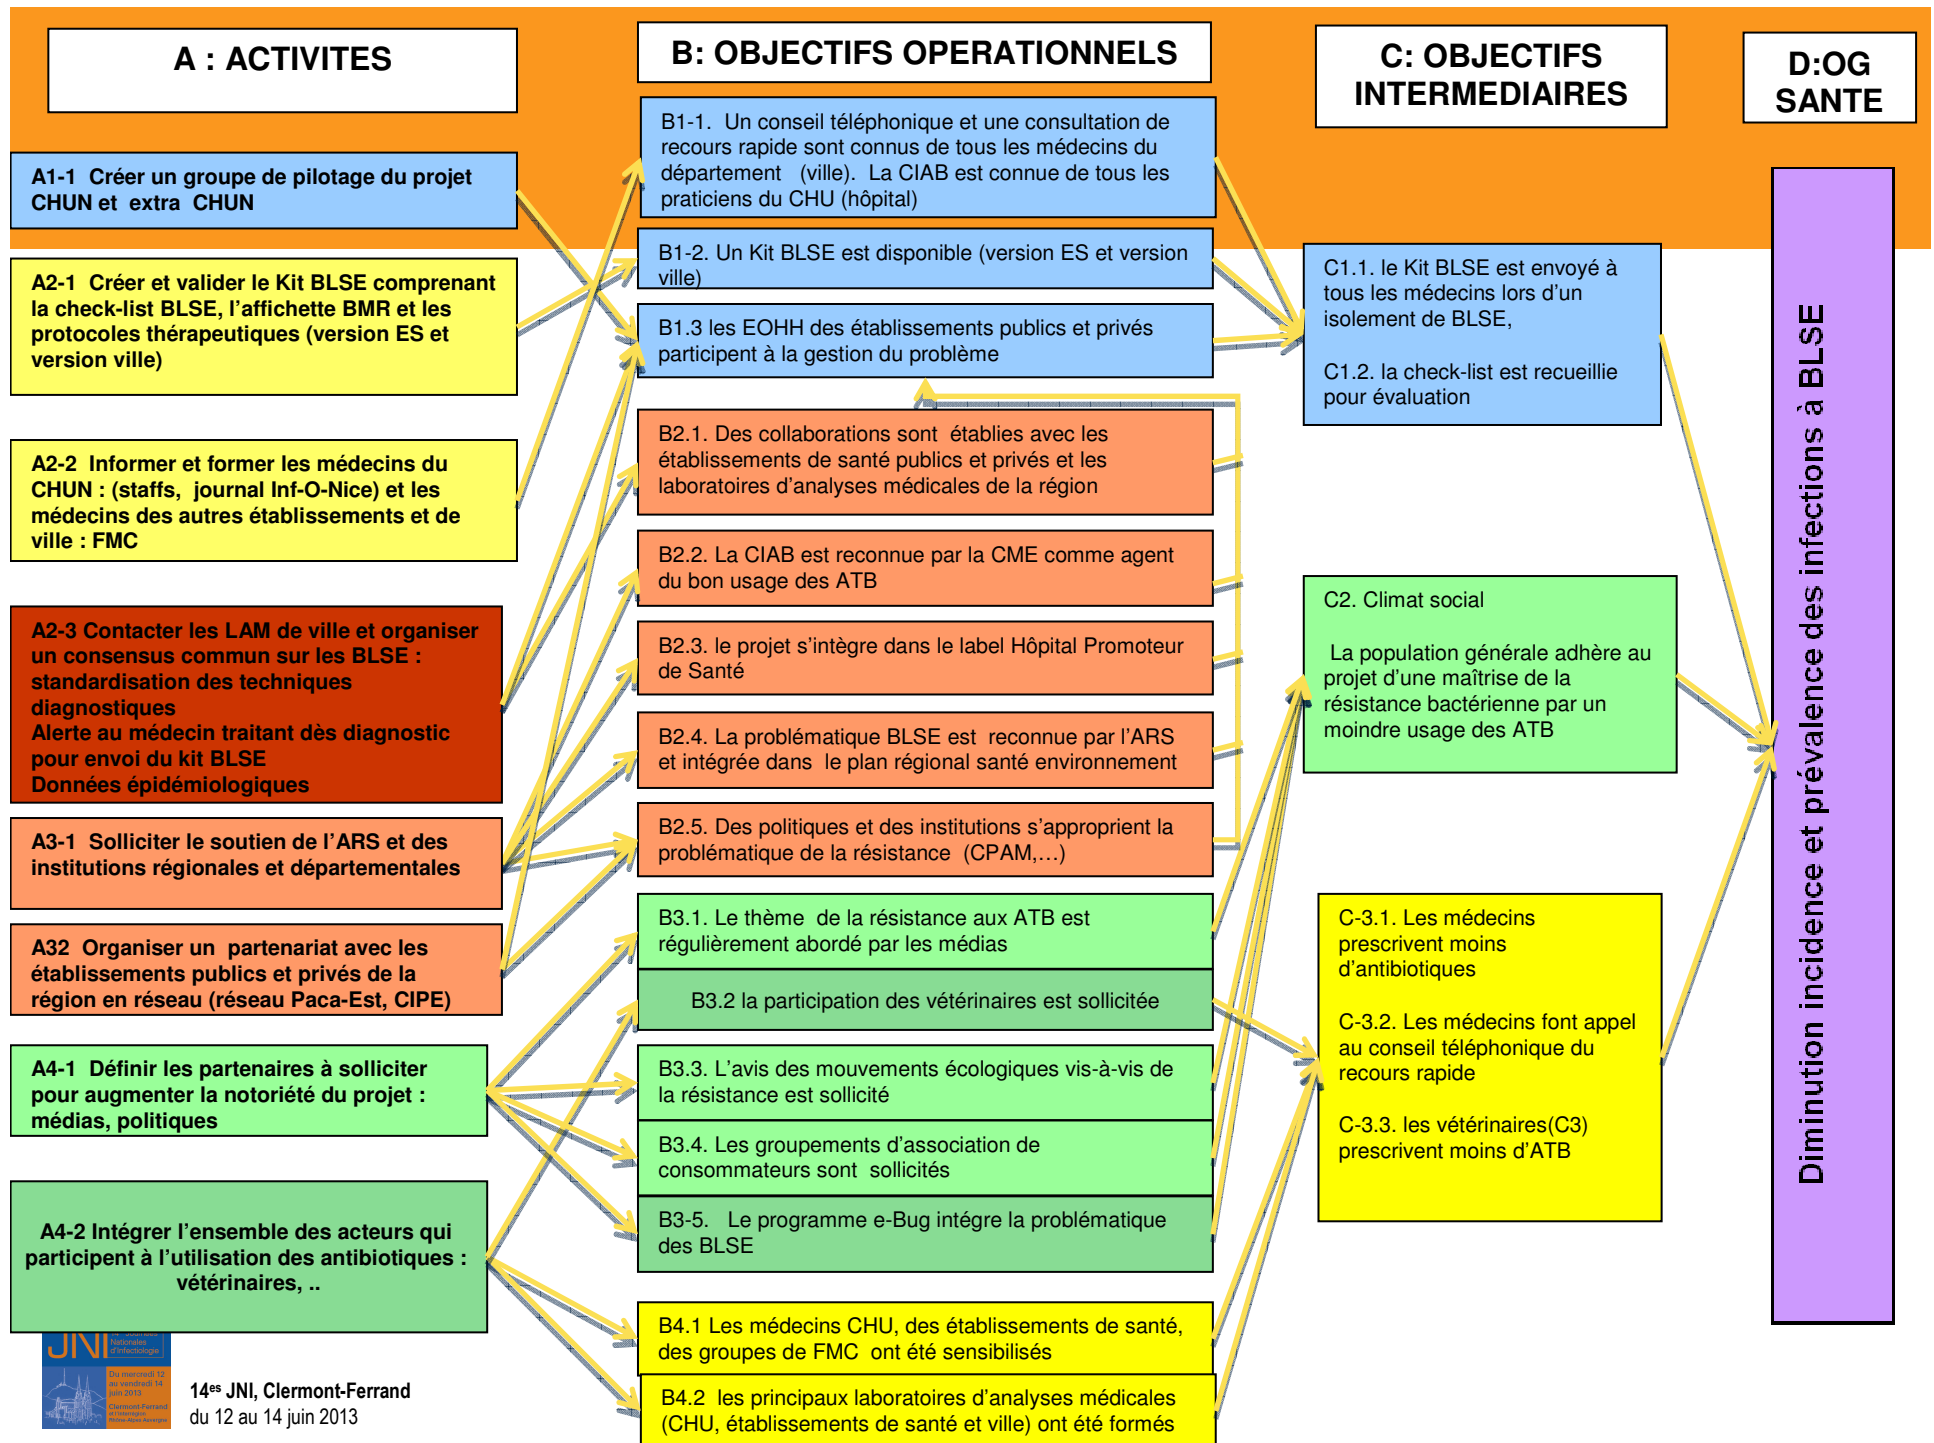 A : ACTIVITES
A1-1 Créer un groupe de pilotage du projet
CHUN et extra CHUN
A2-1 Créer et valider le Kit BLSE comprenant
la check-list BLSE, l’affichette BMR et les
protocoles thérapeutiques (version ES et
version ville)
A2-2 Informer et former les médecins du
CHUN : (staffs, journal Inf-O-Nice) et les
médecins des autres établissements et de
ville : FMC
A2-3 Contacter les LAM de ville et organiser
un consensus commun sur les BLSE :
standardisation des techniques
diagnostiques
Alerte au médecin traitant dès diagnostic
pour envoi du kit BLSE
Données épidémiologiques
A3-1 Solliciter le soutien de l’ARS et des
institutions régionales et départementales
A32 Organiser un partenariat avec les
établissements publics et privés de la
région en réseau (réseau Paca-Est, CIPE)
A4-1 Définir les partenaires à solliciter
pour augmenter la notoriété du projet :
médias, politiques
A4-2 Intégrer l’ensemble des acteurs qui
participent à l’utilisation des antibiotiques :
vétérinaires, ..
B: OBJECTIFS OPERATIONNELS
B1-1. Un conseil téléphonique et une consultation de
recours rapide sont connus de tous les médecins du
département (ville). La CIAB est connue de tous les
praticiens du CHU (hôpital)
B1-2. Un Kit BLSE est disponible (version ES et version
ville)
B1.3 les EOHH des établissements publics et privés
participent à la gestion du problème
B2.1. Des collaborations sont établies avec les
établissements de santé publics et privés et les
laboratoires d’analyses médicales de la région
B2.2. La CIAB est reconnue par la CME comme agent
du bon usage des ATB
B2.3. le projet s’intègre dans le label Hôpital Promoteur
de Santé
B2.4. La problématique BLSE est reconnue par l’ARS
et intégrée dans le plan régional santé environnement
B2.5. Des politiques et des institutions s’approprient la
problématique de la résistance (CPAM,…)
B3.1. Le thème de la résistance aux ATB est
régulièrement abordé par les médias
B3.2 la participation des vétérinaires est sollicitée
B3.3. L’avis des mouvements écologiques vis-à-vis de
la résistance est sollicité
B3.4. Les groupements d’association de
consommateurs sont sollicités
B3-5. Le programme e-Bug intégre la problématique
des BLSE
B4.1 Les médecins CHU, des établissements de santé,
des groupes de FMC ont été sensibilisés
B4.2 les principaux laboratoires d’analyses médicales
(CHU, établissements de santé et ville) ont été formés
C: OBJECTIFS
INTERMEDIAIRES
C1.1. le Kit BLSE est envoyé à
tous les médecins lors d’un
isolement de BLSE,
C1.2. la check-list est recueillie
pour évaluation
C2. Climat social
La population générale adhère au
projet d’une maîtrise de la
résistance bactérienne par un
moindre usage des ATB
C-3.1. Les médecins
prescrivent moins
d’antibiotiques
C-3.2. Les médecins font appel
au conseil téléphonique du
recours rapide
C-3.3. les vétérinaires(C3)
prescrivent moins d’ATB
D:OG
SANTE
Diminution incidence et prévalence des infections à BLSE
JNI
Nationales
d'Infectiologie
Du mercredi 12
au vendredi 14
juin 2013
Clermont-Ferrand
14es JNI, Clermont-Ferrand
du 12 au 14 juin 2013